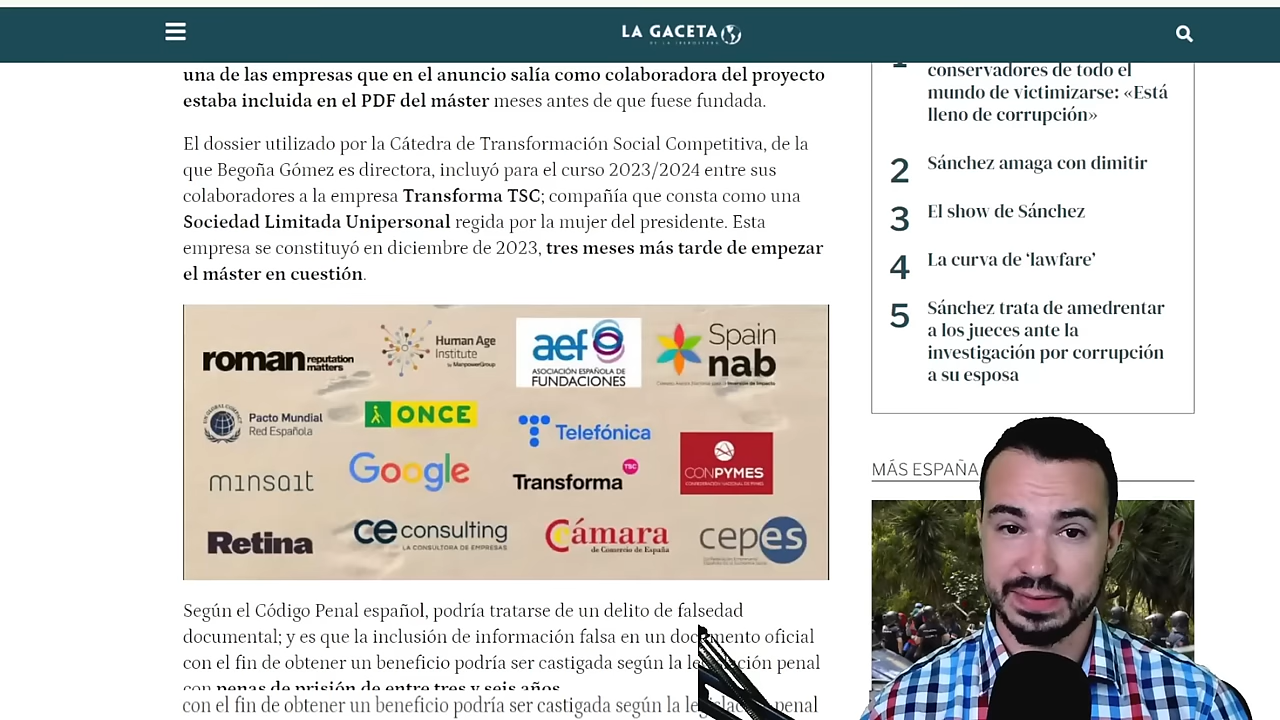 LA GACETA
una de las empresas que en el anuncio salía como colaboradora del proyecto
estaba incluida en el PDF del máster meses antes de que fuese fundada.
El dossier utilizado por la Cátedra de Transformación Social Competitiva, de la
que Begoña Gómez es directora, incluyó para el curso 2023/2024 entre sus
colaboradores a la empresa Transforma TSC; compañía que consta como una
Sociedad Limitada Unipersonal regida por la mujer del presidente. Esta
empresa se constituyó en diciembre de 2023, tres meses más tarde de empezar
el máster en cuestión.
roman reputation
matters
Human Age
Institute
by ManpowerGroup
aef
ASOCIACIÓN ESPAÑOLA DE
FUNDACIONES
Spain
nab
Pacto Mundial
Red Española
ONCE
Telefónica
CONPYMES
minsait
Google
Transforma TSC
Retina
ce consulting
LA CONSULTORA DE EMPRESAS
Cámara
de Comercio de España
cepes
Según el Código Penal español, podría tratarse de un delito de falsedad
documental; y es que la inclusión de información falsa en un documento oficial
con el fin de obtener un beneficio podría ser castigada según la legislación penal
con penas de prisión de entre tres y seis años
con el fin de obtener un beneficio podría ser castigada según la legislación penal
conservadores de todo el
mundo de victimizarse: «Está
lleno de corrupción»
2 Sánchez amaga con dimitir
3 El show de Sánchez
4 La curva de ‘lawfare’
5 Sánchez trata de amedrentar
a los jueces ante la
investigación por corrupción
a su esposa
MÁS ESPAÑA